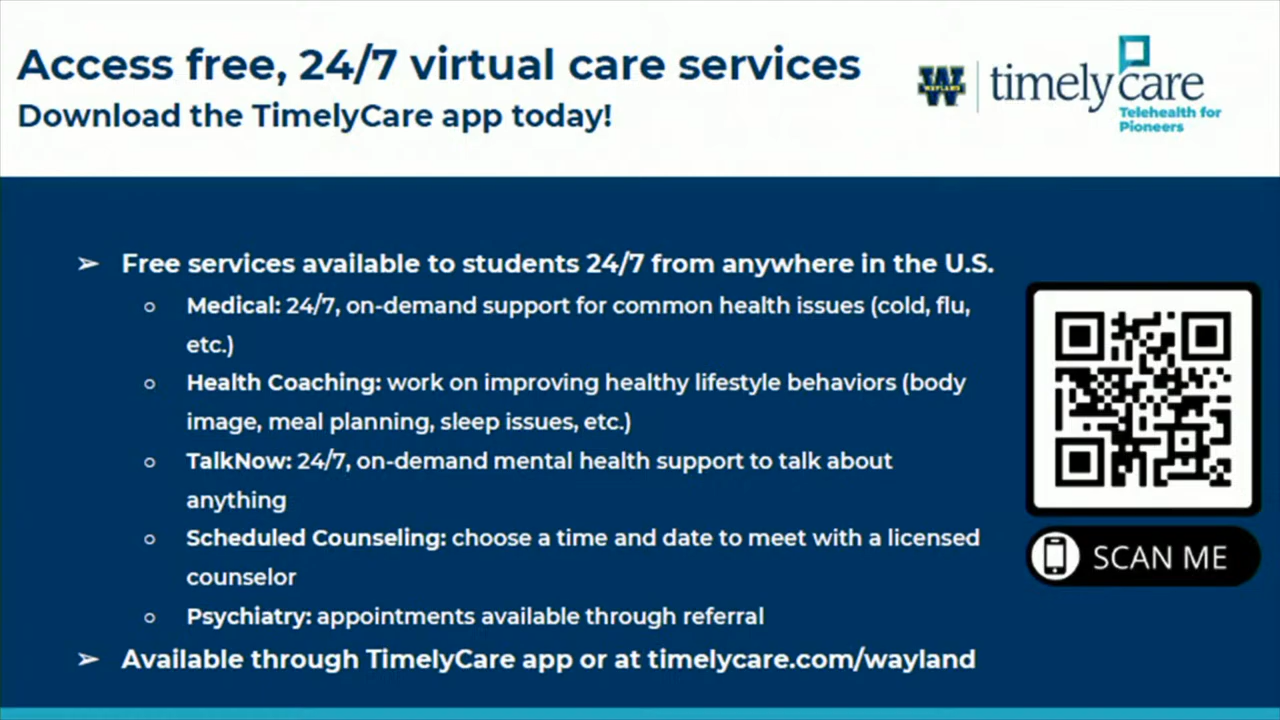 Access free, 24/7 virtual care services
Download the TimelyCare app today!
W
WAYLAND
timelycare
Telehealth for
Pioneers
➢ Free services available to students 24/7 from anywhere in the U.S.
○ Medical: 24/7, on-demand support for common health issues (cold, flu,
etc.)
○ Health Coaching: work on improving healthy lifestyle behaviors (body
image, meal planning, sleep issues, etc.)
○ TalkNow: 24/7, on-demand mental health support to talk about
anything
○ Scheduled Counseling: choose a time and date to meet with a licensed
counselor
○ Psychiatry: appointments available through referral
➢ Available through TimelyCare app or at timelycare.com/wayland
SCAN ME